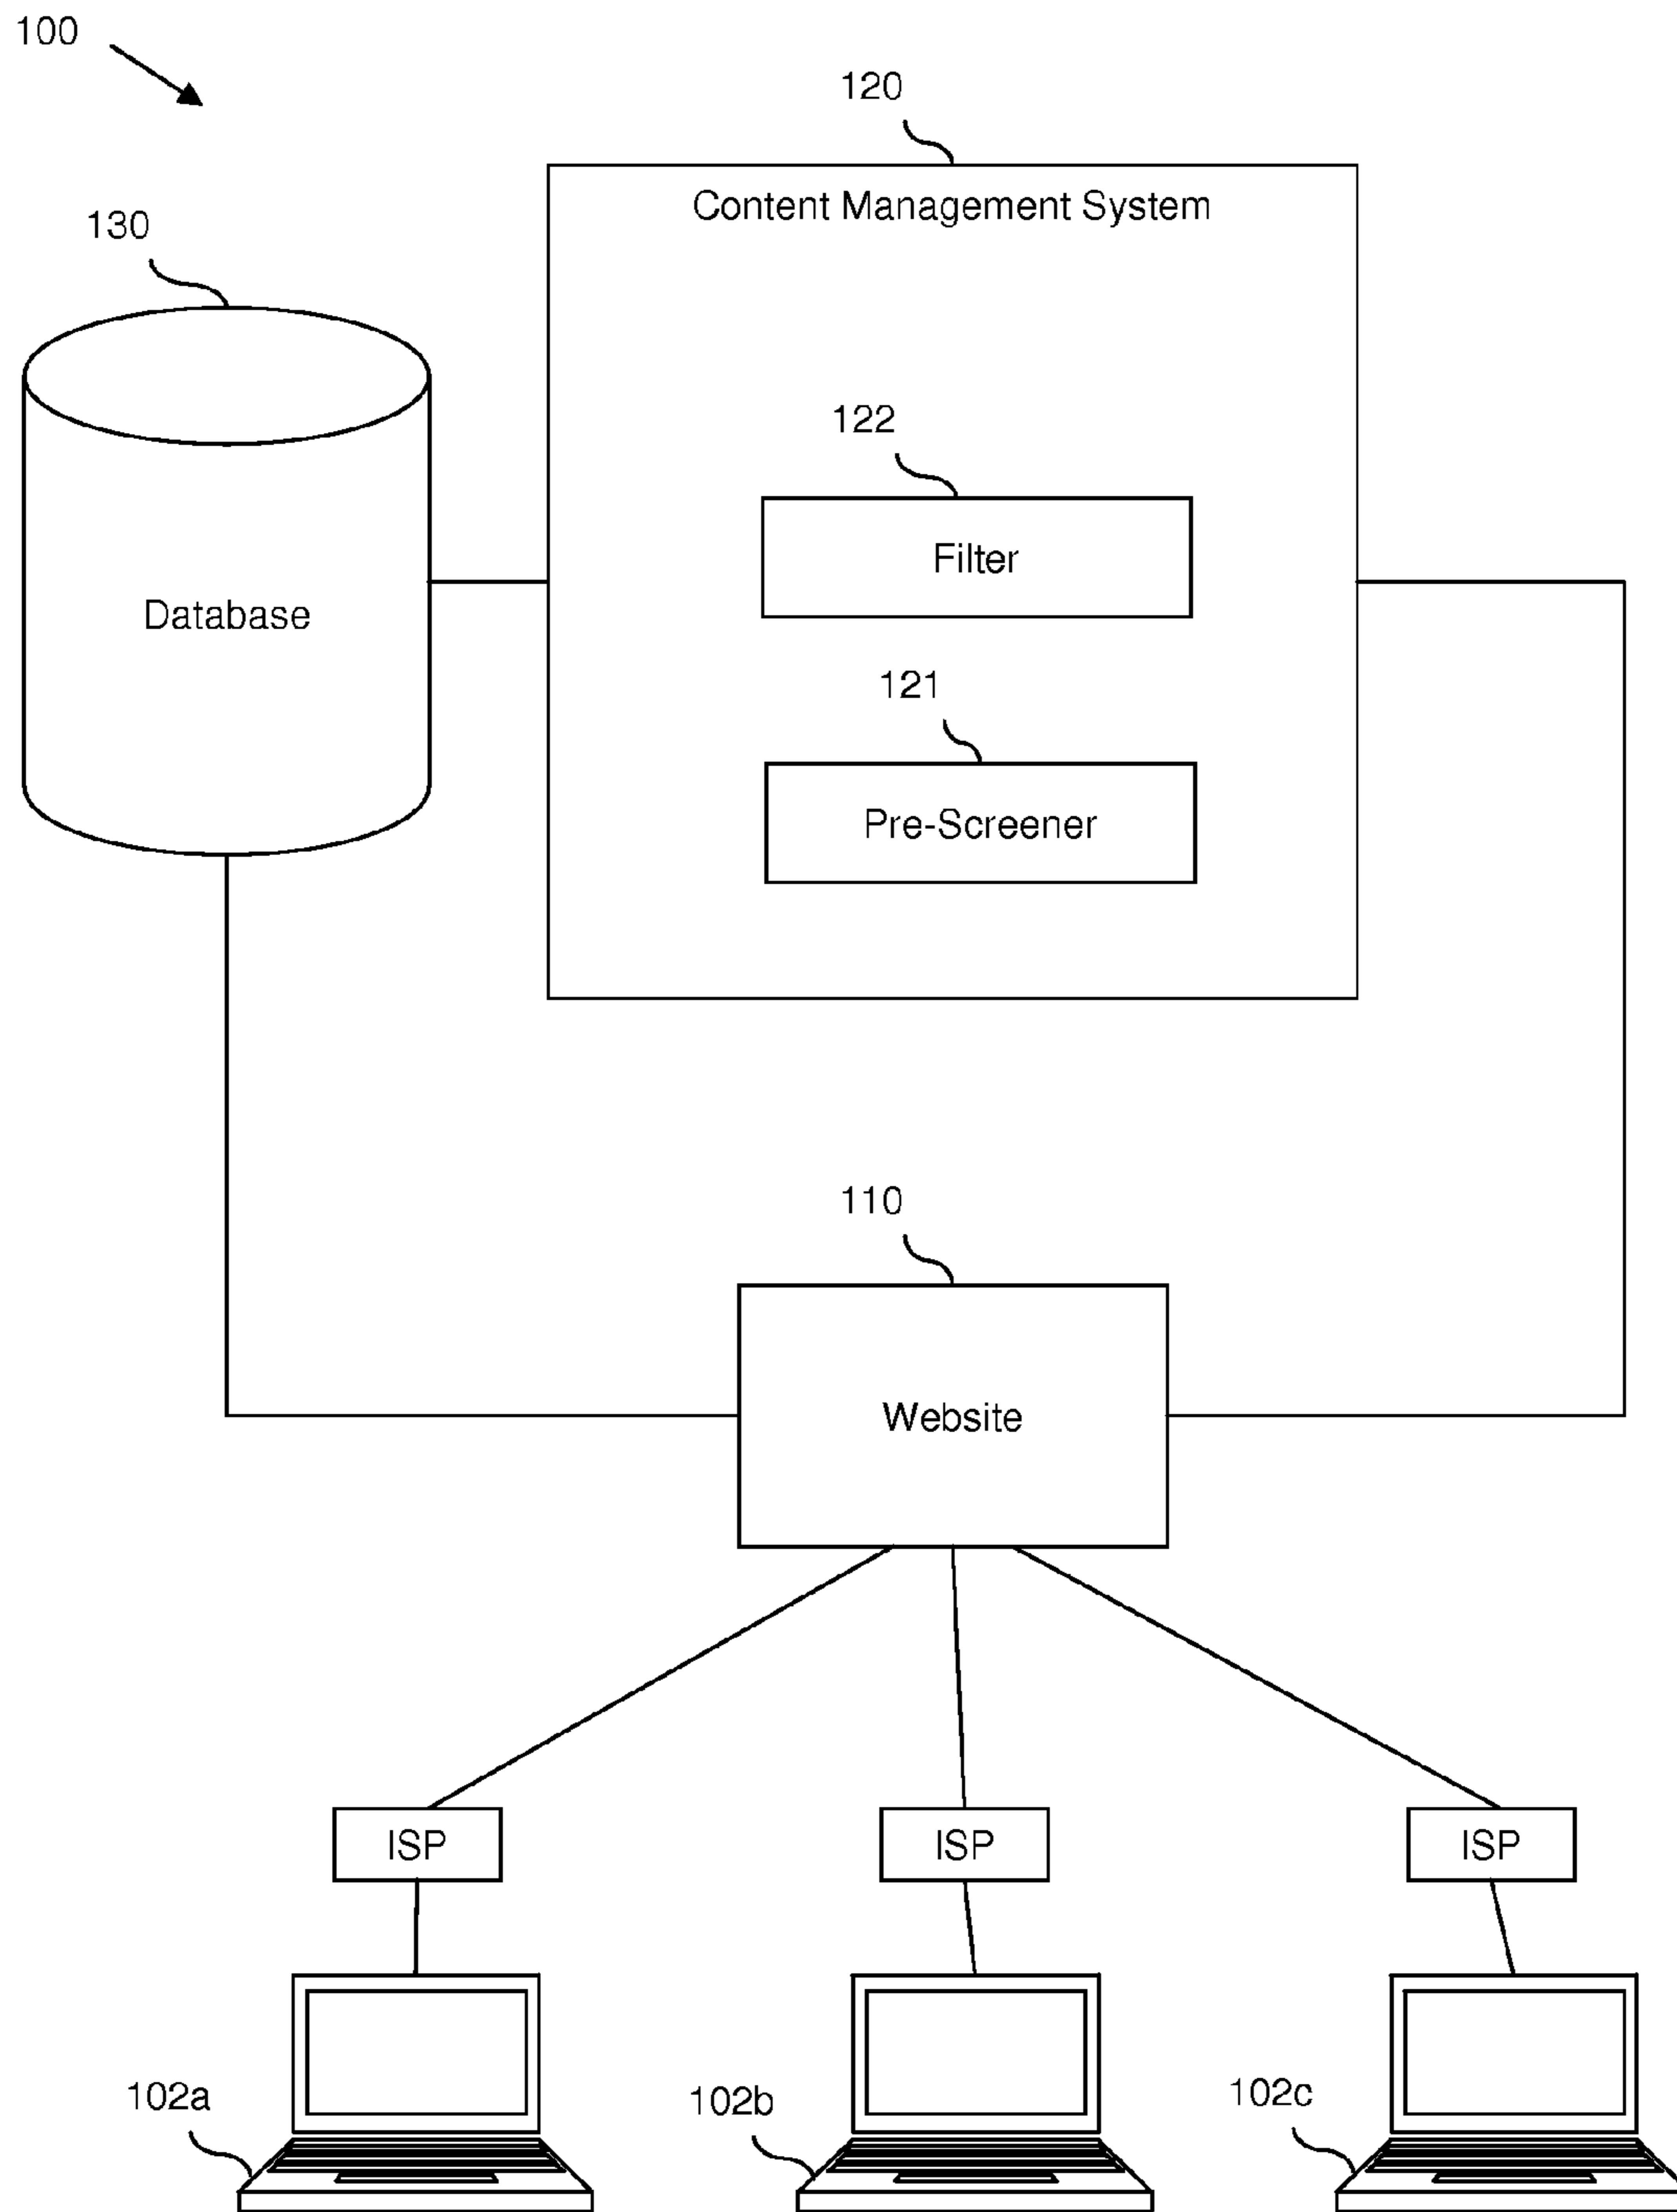 100
120
Content Management System
130
122
Filter
Database
121
Pre-Screener
110
Website
ISP
ISP
ISP
102a
102b
102c